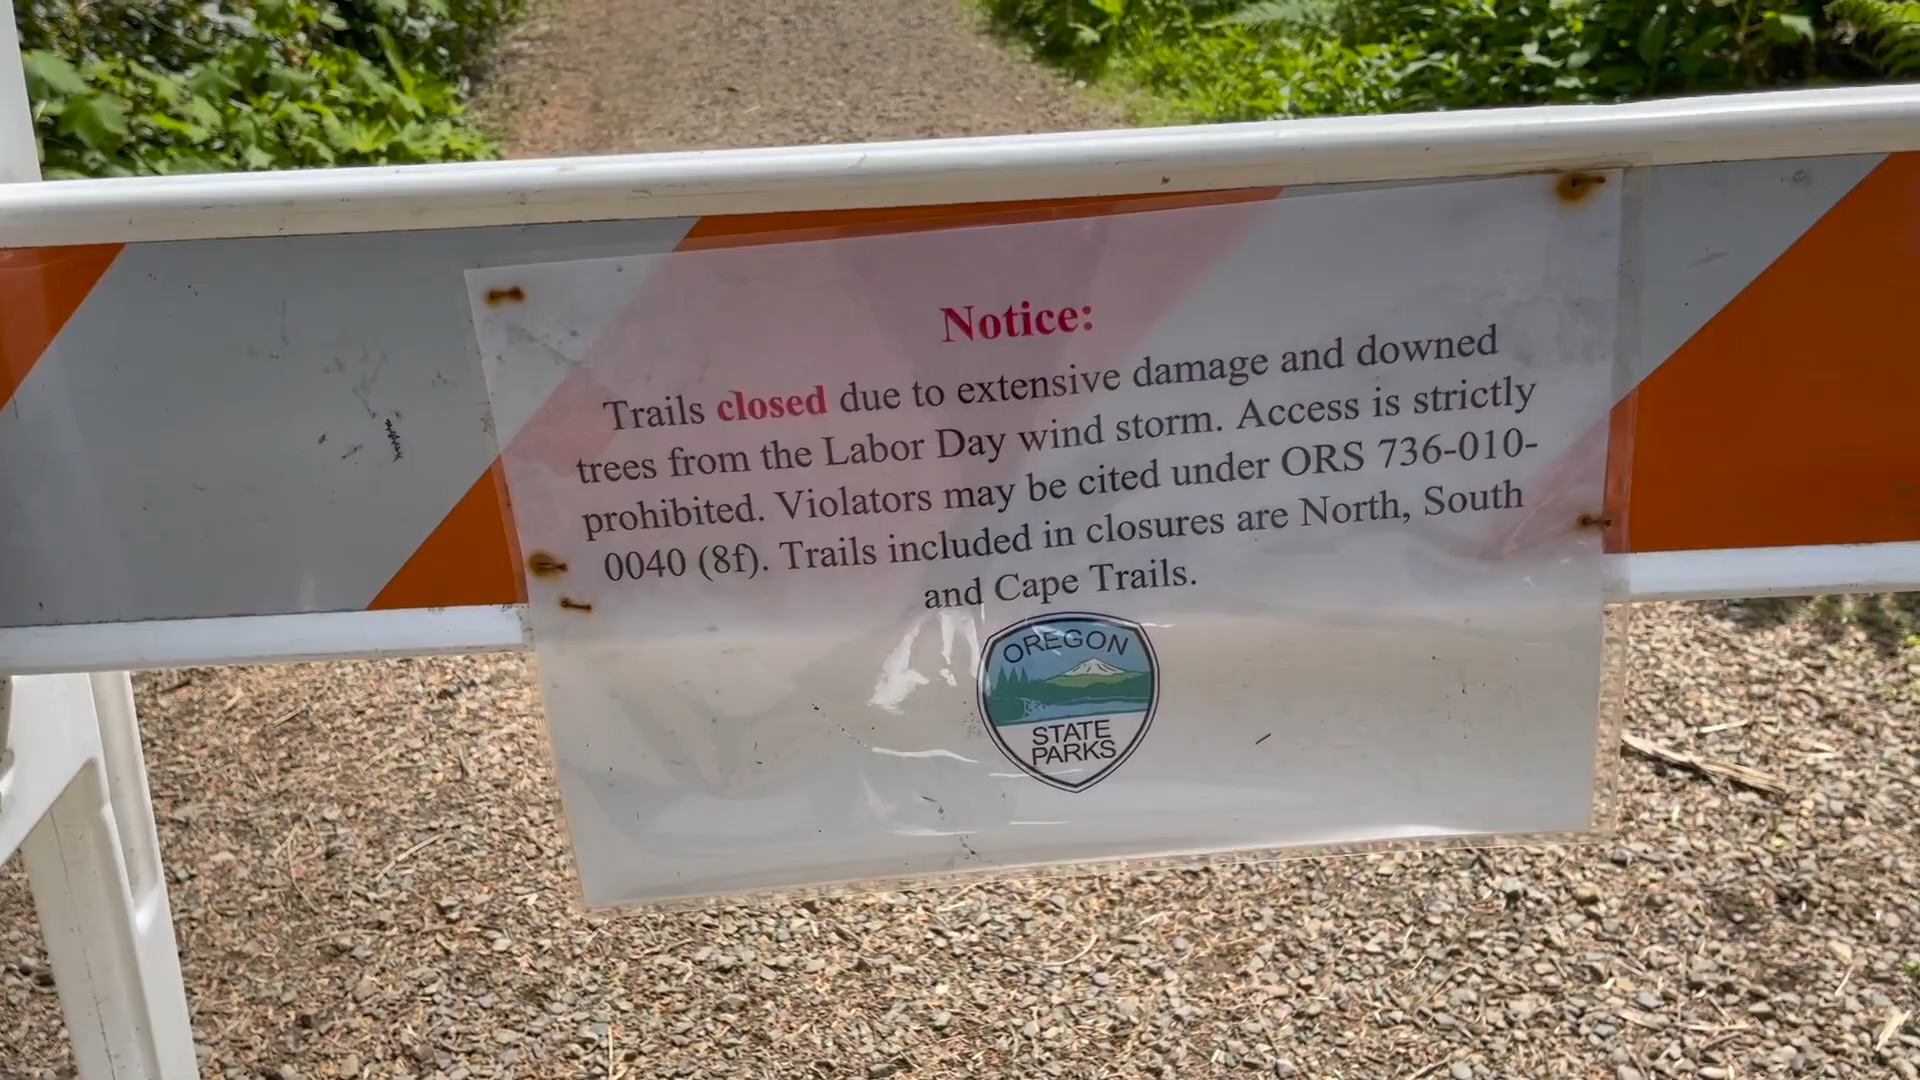 Notice:
Trails closed due to extensive damage and downed
trees from the Labor Day wind storm. Access is strictly
prohibited. Violators may be cited under ORS 736-010-
0040 (8f). Trails included in closures are North, South
and Cape Trails.
OREGON
STATE
PARKS